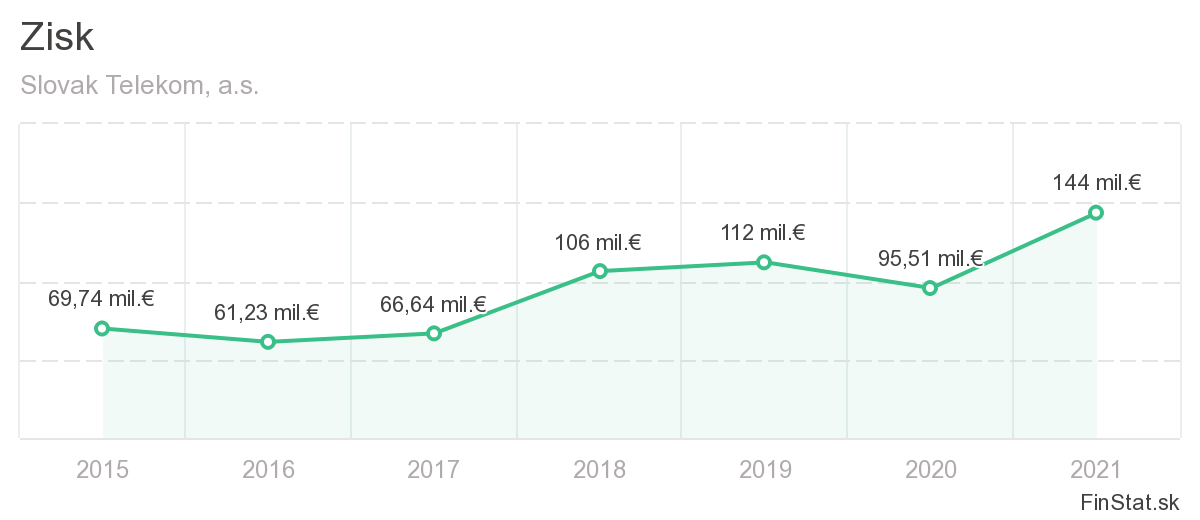 Zisk
Slovak Telekom, a.s.
144 mil.€
112 mil.€
106 mil.€
95,51 mil.€
69,74 mil.€
66,64 mil.€
61,23 mil.€
2015 2016 2017 2018 2019 2020 2021
FinStat.sk